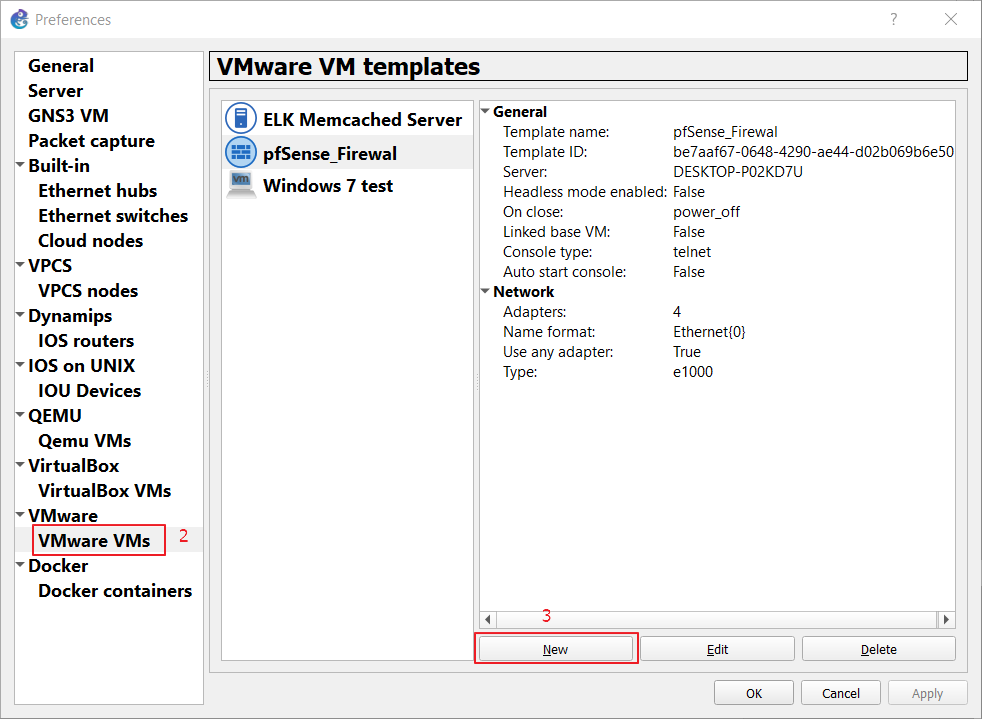 Preferences
?
General
Server
GNS3 VM
Packet capture
Built-in
Ethernet hubs
Ethernet switches
Cloud nodes
VPCS
VPCS nodes
Dynamips
IOS routers
IOS on UNIX
IOU Devices
QEMU
Qemu VMs
VirtualBox
VirtualBox VMs
VMware
VMware VMs 2
Docker
Docker containers
VMware VM templates
ELK Memcached Server
pfSense_Firewal
vm
Windows 7 test
General
Template name: pfSense_Firewal
Template ID: be7aaf67-0648-4290-ae44-d02b069b6e50
Server: DESKTOP-P02KD7U
Headless mode enabled: False
On close: power_off
Linked base VM: False
Console type: telnet
Auto start console: False
Network
Adapters: 4
Name format: Ethernet{0}
Use any adapter: True
Type: e1000
3
New Edit Delete
OK Cancel Apply